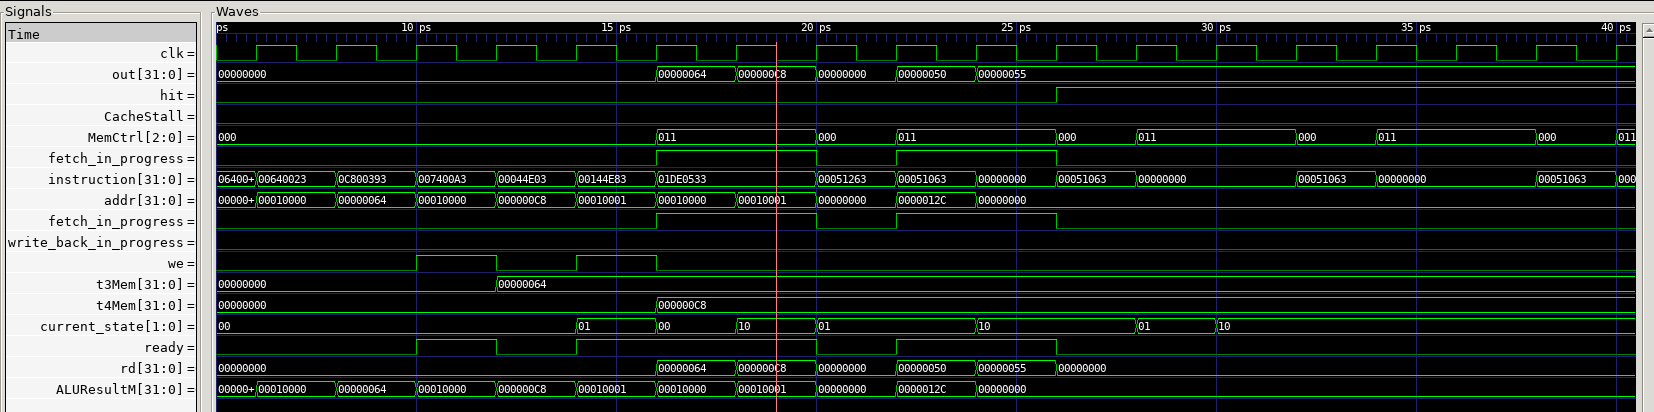 Signals Waves
Time ps 10 ps 15 ps 20 ps 25 ps 30 ps 35 ps 40 ps
clk =
out[31:0] = 00000000 00000064 000000C8 00000000 00000050 00000055
hit =
CacheStall =
MemCtrl[2:0] = 000 011 000 011 000 011 000 011 000 011
fetch_in_progress =
instruction[31:0] = 06400+ 00640023 0C800393 007400A3 00044E03 00144E83 01DE0533 00051263 00051063 00000000 00051063 00000000 00051063 00000000 00051063 000
addr[31:0] = 00000+ 00010000 00000064 00010000 000000C8 00010001 00010000 00010001 00000000 0000012C 00000000
fetch_in_progress =
write_back_in_progress =
we =
t3Mem[31:0] = 00000000 00000064
t4Mem[31:0] = 00000000 000000C8
current_state[1:0] = 00 01 00 10 01 10 01 10
ready =
rd[31:0] = 00000000 00000064 000000C8 00000000 00000050 00000055 00000000
ALUResultM[31:0] = 00000+ 00010000 00000064 00010000 000000C8 00010001 00010000 00010001 00000000 0000012C 00000000